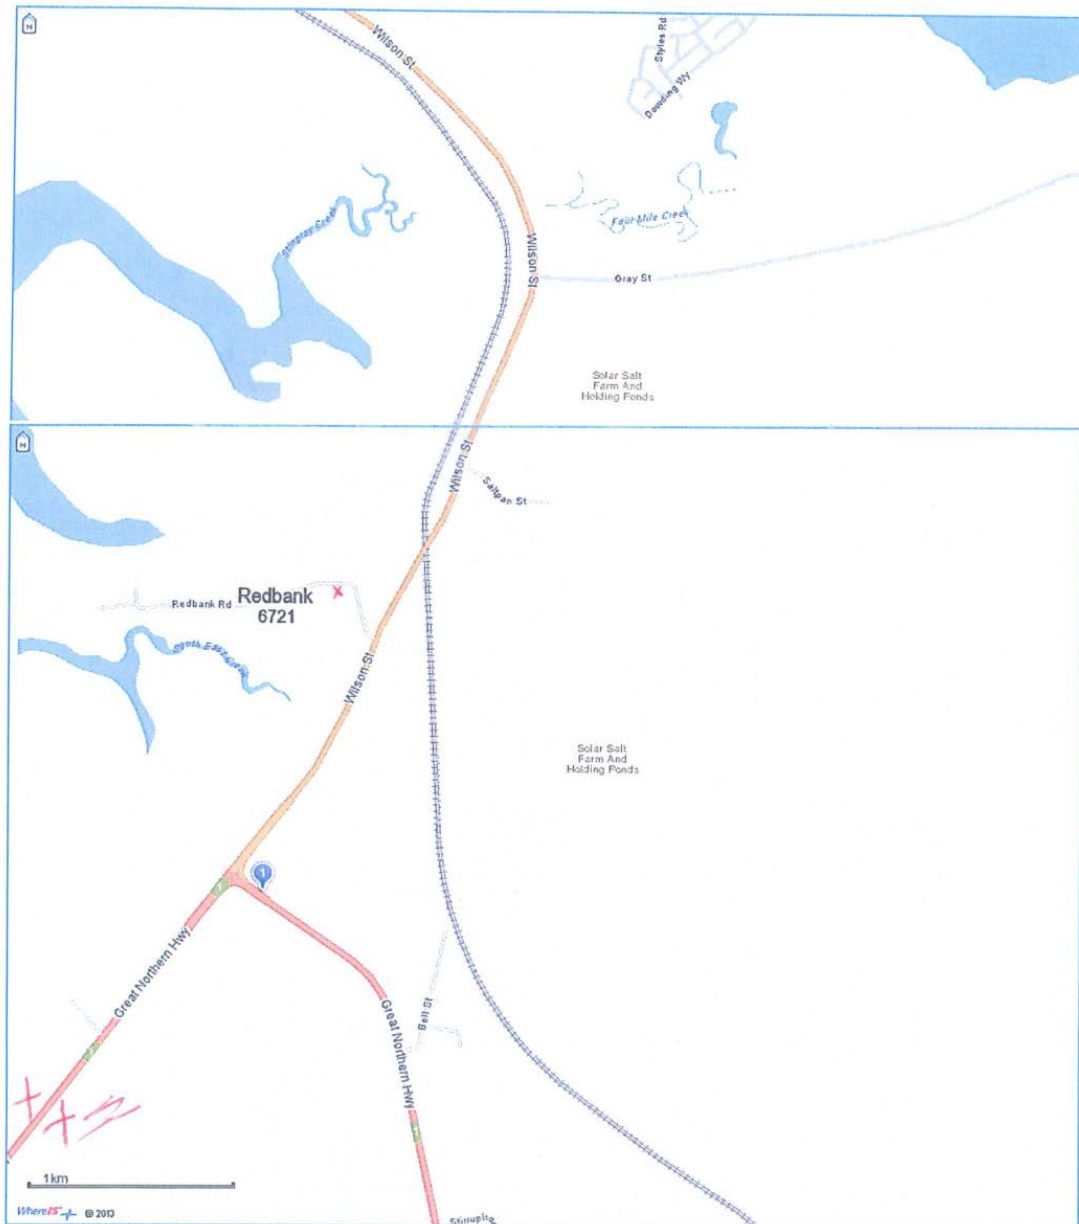 N
Wilson St
Styles Rd
Dowding Wy
Stingray Creek
Four Mile Creek
Wilson St
Gray St
Solar Salt
Farm And
Holding Ponds
N
Wilson St
Saltpan St
Redbank
6721
Redbank Rd
South East Creek
Wilson St
Solar Salt
Farm And
Holding Ponds
1
1
Great Northern Hwy
Great Northern Hwy
Bell St
1km
WhereiS © 2013